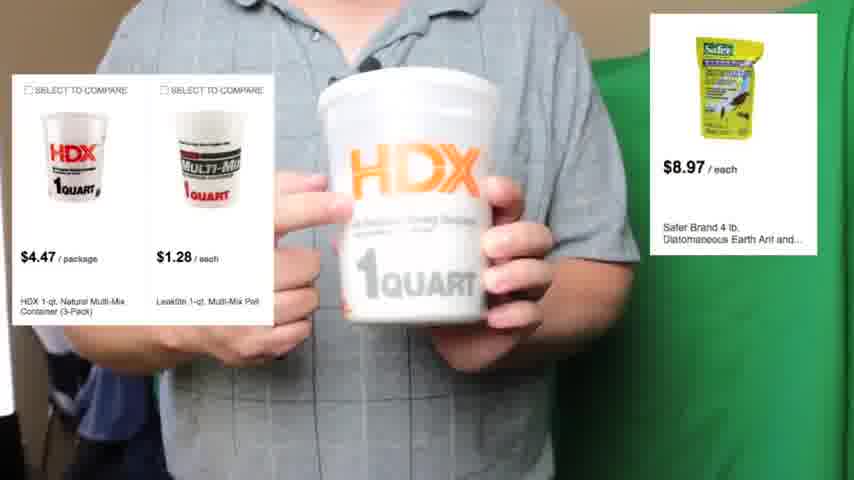 SELECT TO COMPARE
SELECT TO COMPARE
HDX
1QUART
MULTI-MIX
1QUART
$4.47 / package
$1.28 / each
HDX 1-qt. Natural Multi-Mix
Container (3-Pack)
Leaktite 1-qt. Multi-Mix Pail
HDX
1QUART
Safer
$8.97 / each
Safer Brand 4 lb.
Diatomaceous Earth Ant and...